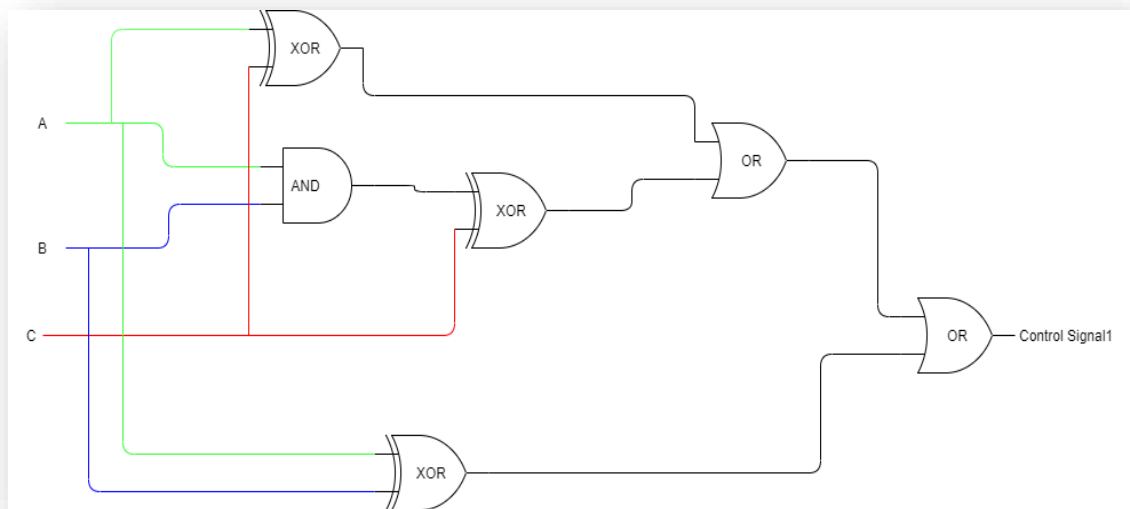 XOR
A
AND
XOR
OR
B
C
OR
Control Signal1
XOR